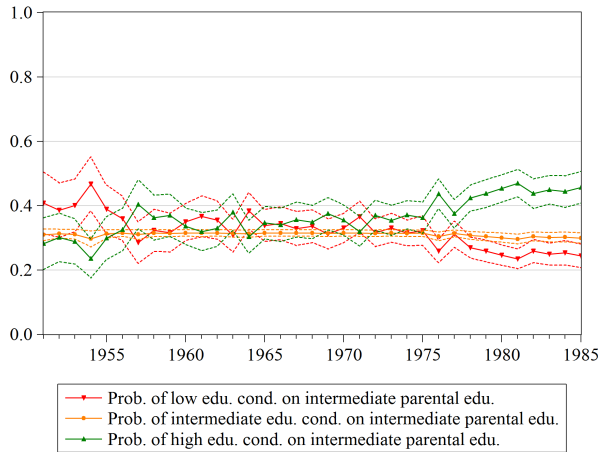 1.0
0.8
0.6
0.4
0.2
0.0
1955 1960 1965 1970 1975 1980 1985
Prob. of low edu. cond. on intermediate parental edu.
Prob. of intermediate edu. cond. on intermediate parental edu.
Prob. of high edu. cond. on intermediate parental edu.